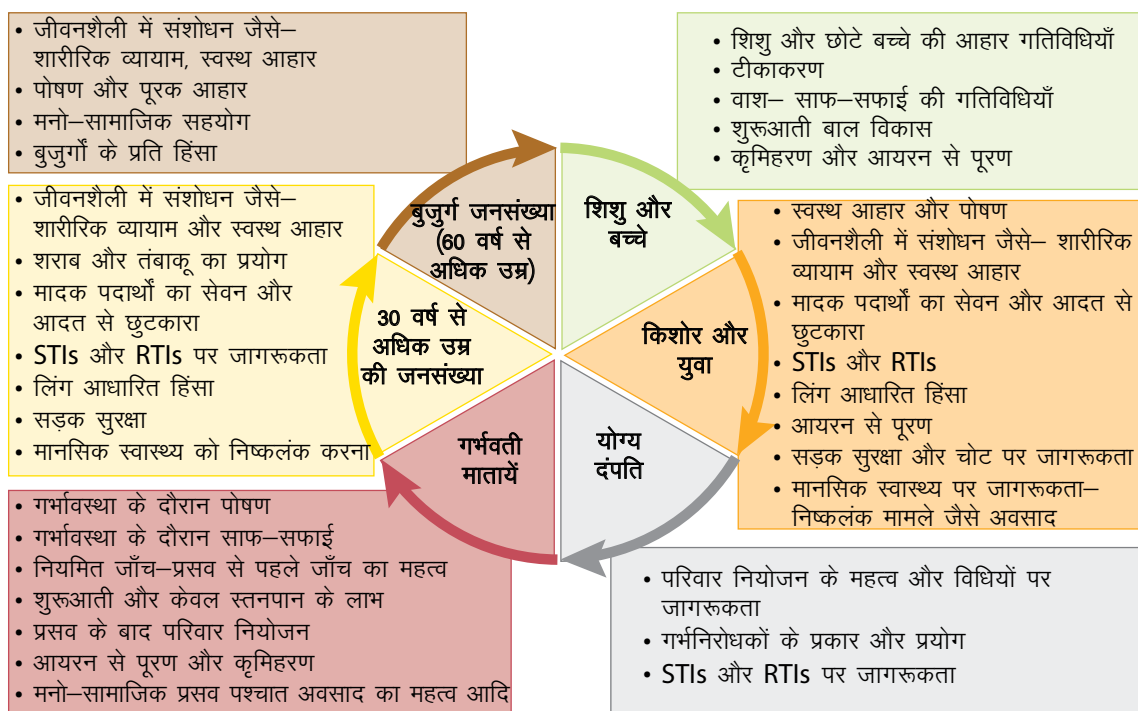 • जीवनशैली में संशोधन जैसे–
शारीरिक व्यायाम, स्वस्थ आहार
• पोषण और पूरक आहार
• मनो–सामाजिक सहयोग
• बुजुर्गों के प्रति हिंसा
• शिशु और छोटे बच्चे की आहार गतिविधियाँ
• टीकाकरण
• वाश– साफ–सफाई की गतिविधियाँ
• शुरूआती बाल विकास
• कृमिहरण और आयरन से पूरण
बुजुर्ग जनसंख्या
(60 वर्ष से
अधिक उम्र)
शिशु और
बच्चे
• जीवनशैली में संशोधन जैसे–
शारीरिक व्यायाम और स्वस्थ आहार
• शराब और तंबाकू का प्रयोग
• मादक पदार्थों का सेवन और
आदत से छुटकारा
• STIs और RTIs पर जागरूकता
• लिंग आधारित हिंसा
• सड़क सुरक्षा
• मानसिक स्वास्थ्य को निष्कलंक करना
30 वर्ष से
अधिक उम्र
की जनसंख्या
किशोर और
युवा
• स्वस्थ आहार और पोषण
• जीवनशैली में संशोधन जैसे– शारीरिक
व्यायाम और स्वस्थ आहार
• मादक पदार्थों का सेवन और आदत से
छुटकारा
• STIs और RTIs
• लिंग आधारित हिंसा
• आयरन से पूरण
• सड़क सुरक्षा और चोट पर जागरूकता
• मानसिक स्वास्थ्य पर जागरूकता–
निष्कलंक मामले जैसे अवसाद
गर्भवती
मातायें
योग्य
दंपति
• गर्भावस्था के दौरान पोषण
• गर्भावस्था के दौरान साफ–सफाई
• नियमित जाँच–प्रसव से पहले जाँच का महत्व
• शुरूआती और केवल स्तनपान के लाभ
• प्रसव के बाद परिवार नियोजन
• आयरन से पूरण और कृमिहरण
• मनो–सामाजिक प्रसव पश्चात अवसाद का महत्व आदि
• परिवार नियोजन के महत्व और विधियों पर
जागरूकता
• गर्भनिरोधकों के प्रकार और प्रयोग
• STIs और RTIs पर जागरूकता